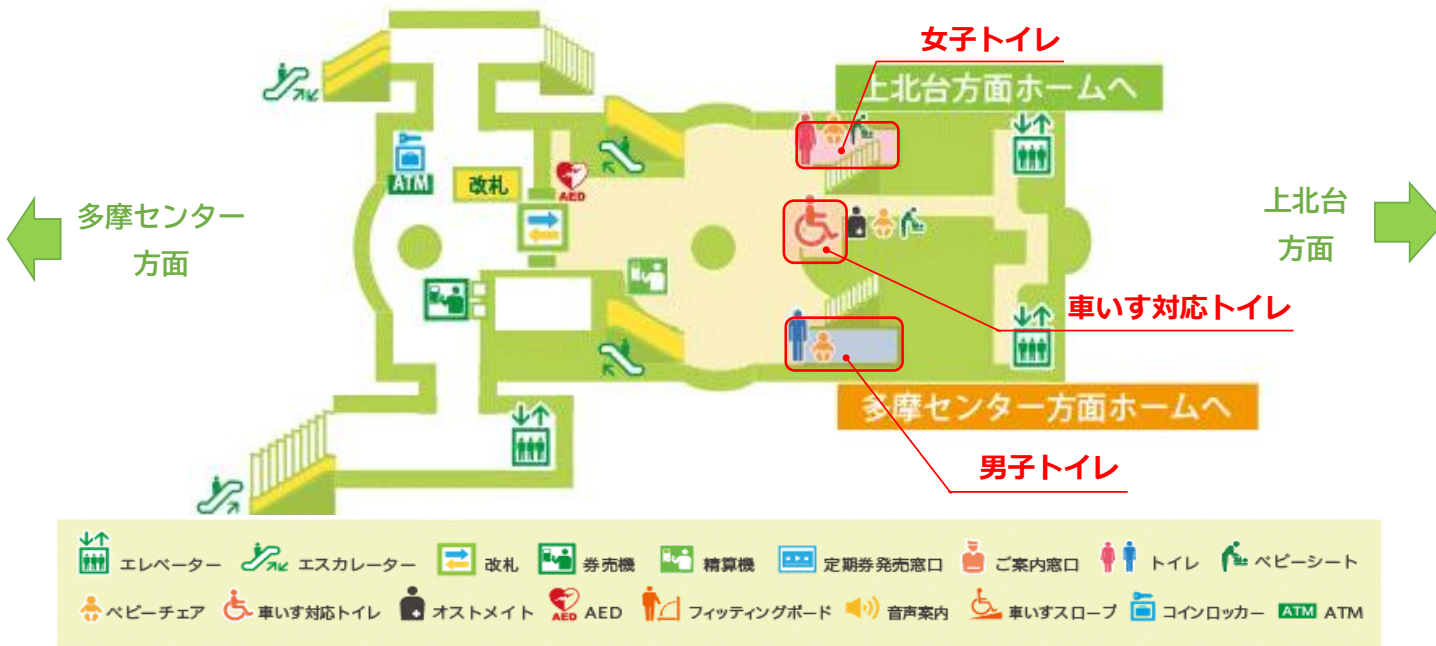 女子トイレ
上北台方面ホームへ
ATM
改札
AED
多摩センター
方面
上北台
方面
車いす対応トイレ
多摩センター方面ホームへ
男子トイレ
エレベーター エスカレーター 改札 券売機 精算機 定期券発売窓口 ご案内窓口 トイレ ベビーシート
ベビーチェア 車いす対応トイレ オストメイト AED AED フィッティングボード 音声案内 車いすスロープ コインロッカー ATM ATM